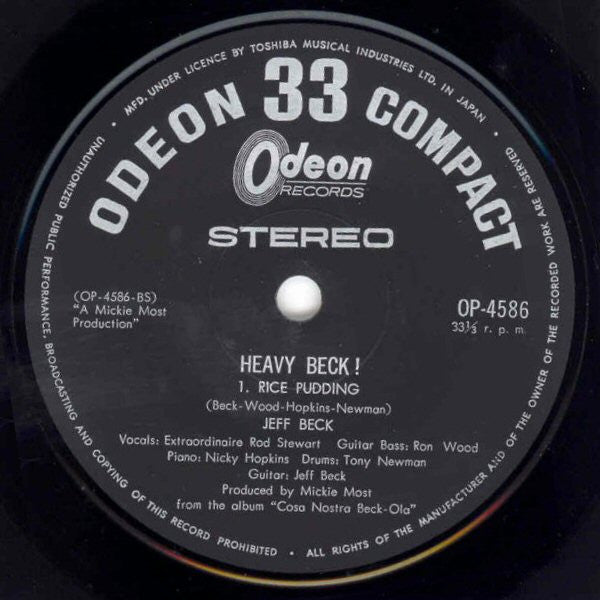 • MFD. UNDER LICENCE BY TOSHIBA MUSICAL INDUSTRIES LTD. IN JAPAN •
ODEON 33 COMPACT
Odeon
RECORDS
STEREO
(OP-4586-BS)
"A Mickie Most
Production"
OP-4586
33⅓ r. p. m.
HEAVY BECK!
1. RICE PUDDING
(Beck-Wood-Hopkins-Newman)
JEFF BECK
Vocals: Extraordinaire Rod Stewart Guitar Bass: Ron Wood
Piano: Nicky Hopkins Drums: Tony Newman
Guitar: Jeff Beck
Produced by Mickie Most
from the album "Cosa Nostra Beck-Ola"
UNAUTHORIZED PUBLIC PERFORMANCE, BROADCASTING AND COPYING OF THIS RECORD PROHIBITED • ALL RIGHTS OF THE MANUFACTURER AND OF THE OWNER OF THE RECORDED WORK ARE RESERVED